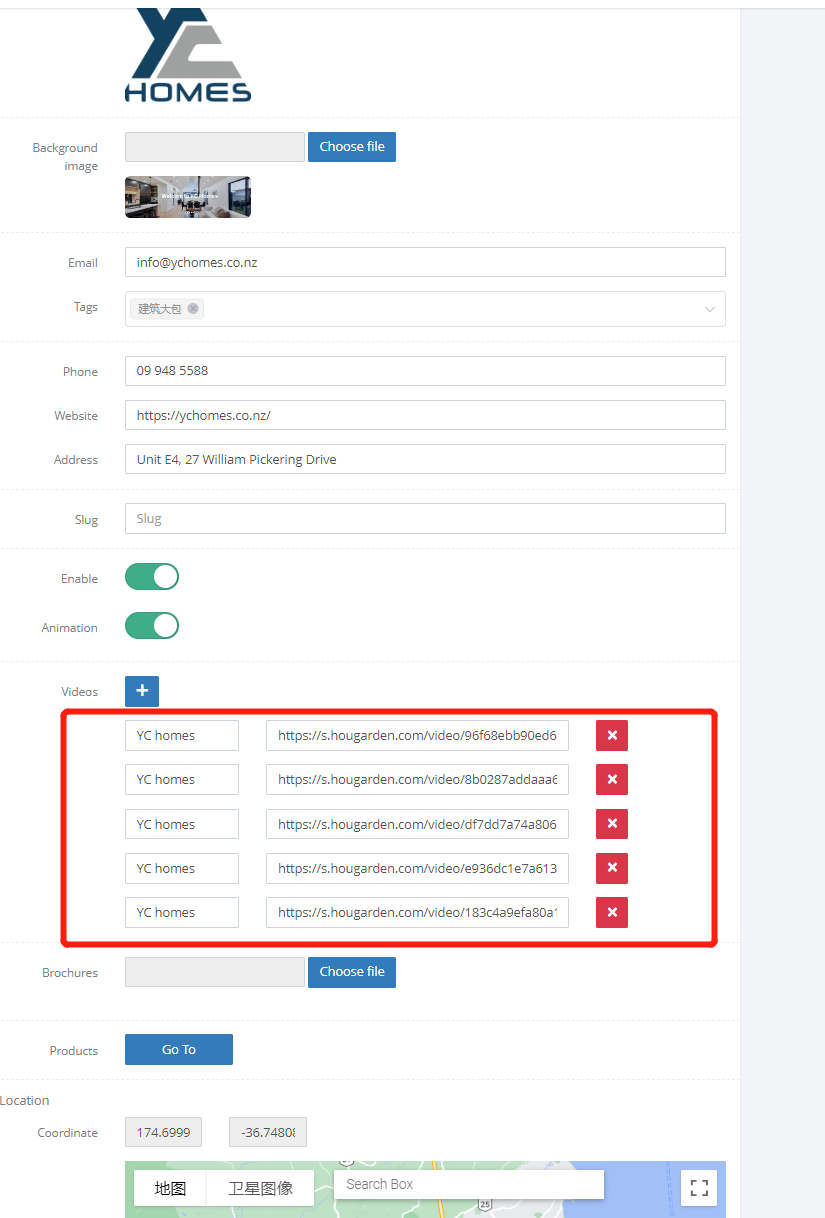 YC
HOMES
Background
image
Choose file
Email
info@ychomes.co.nz
Tags
建筑大包
Phone
09 948 5588
Website
https://ychomes.co.nz/
Address
Unit E4, 27 William Pickering Drive
Slug
Slug
Enable
Animation
Videos
YC homes https://s.hougarden.com/video/96f68ebb90ed6
YC homes https://s.hougarden.com/video/8b0287addaaa6
YC homes https://s.hougarden.com/video/df7dd7a74a806
YC homes https://s.hougarden.com/video/e936dc1e7a613
YC homes https://s.hougarden.com/video/183c4a9efa80a1
Brochures
Choose file
Products
Go To
Location
Coordinate
174.6999 -36.74808
地图 卫星图像 Search Box
25